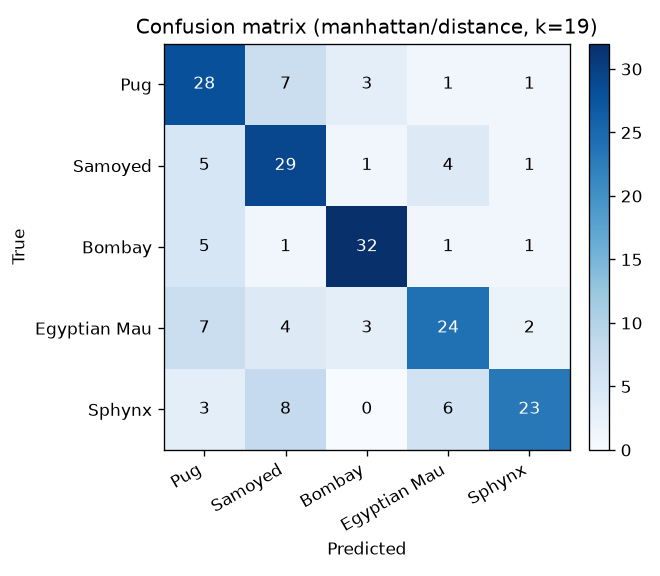 Confusion matrix (manhattan/distance, k=19)
True
Pug 28 7 3 1 1
Samoyed 5 29 1 4 1
Bombay 5 1 32 1 1
Egyptian Mau 7 4 3 24 2
Sphynx 3 8 0 6 23
Pug Samoyed Bombay Egyptian Mau Sphynx
Predicted
30
25
20
15
10
5
0